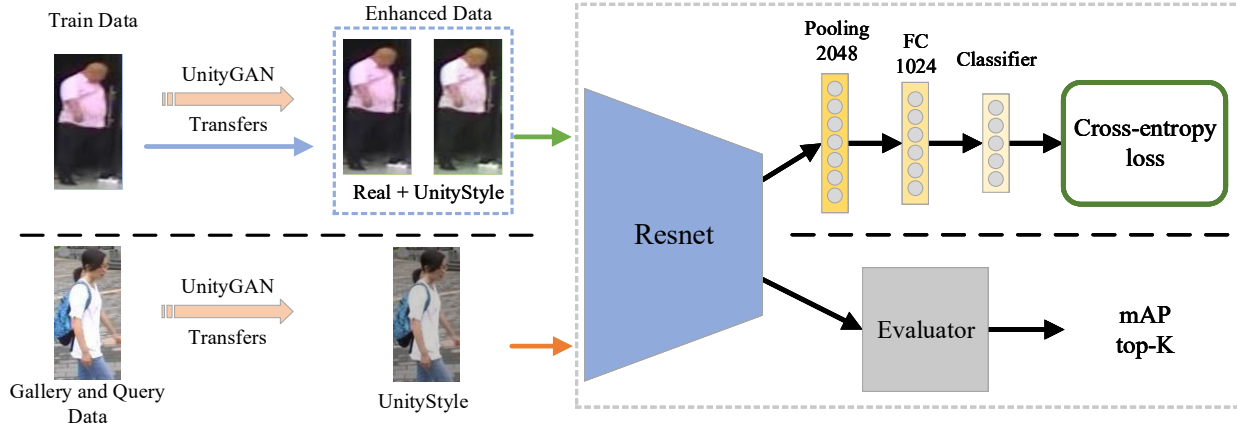 Train Data
UnityGAN
Transfers
Enhanced Data
Real + UnityStyle
Gallery and Query
Data
UnityGAN
Transfers
UnityStyle
Resnet
Pooling
2048
FC
1024
Classifier
Cross-entropy
loss
Evaluator
mAP
top-K